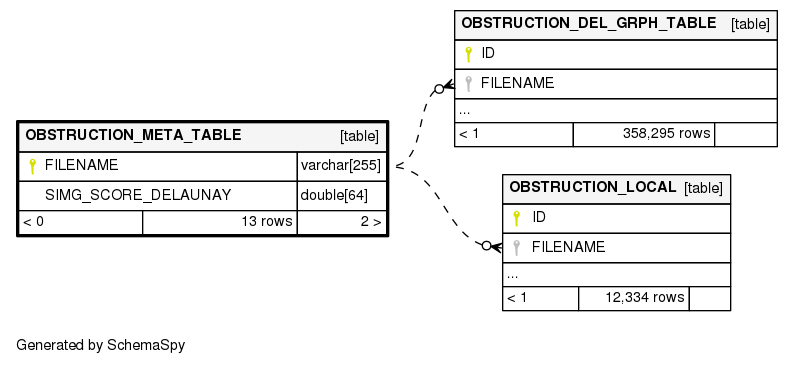 OBSTRUCTION_DEL_GRPH_TABLE [table]
ID
FILENAME
...
< 1 358,295 rows
OBSTRUCTION_META_TABLE [table]
FILENAME varchar[255]
SIMG_SCORE_DELAUNAY double[64]
< 0 13 rows 2 >
OBSTRUCTION_LOCAL [table]
ID
FILENAME
...
< 1 12,334 rows
Generated by SchemaSpy